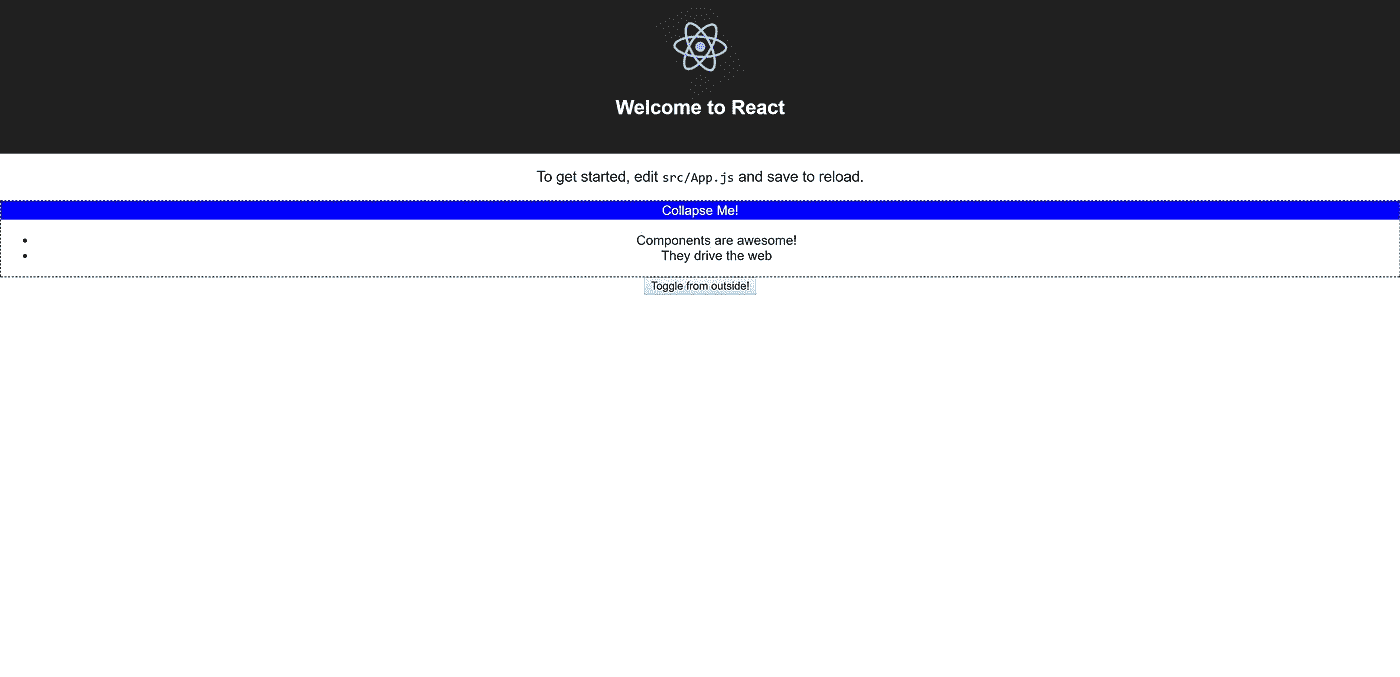 Welcome to React
To get started, edit src/App.js and save to reload.
Collapse Me!
Components are awesome!
They drive the web
Toggle from outside!